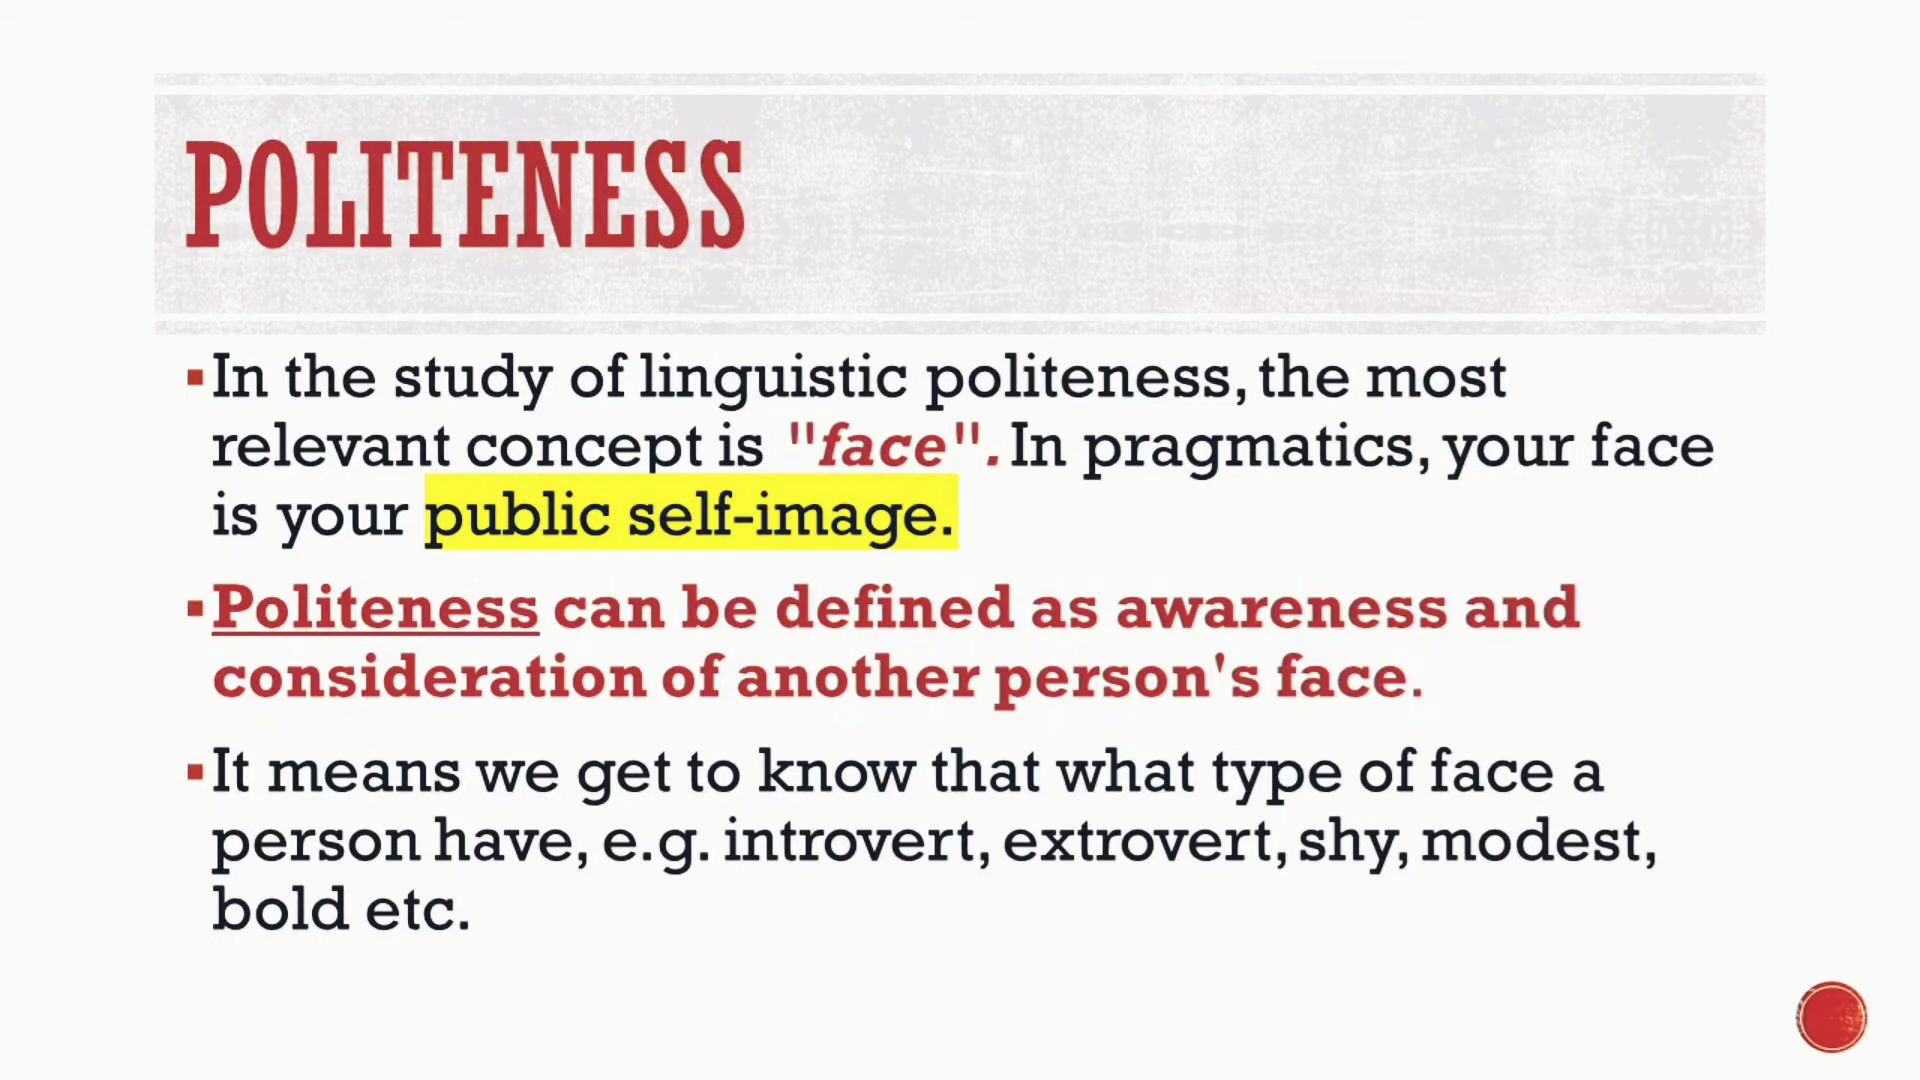 POLITENESS
▪In the study of linguistic politeness, the most
relevant concept is "face". In pragmatics, your face
is your public self-image.
▪Politeness can be defined as awareness and
consideration of another person's face.
▪It means we get to know that what type of face a
person have, e.g. introvert, extrovert, shy, modest,
bold etc.